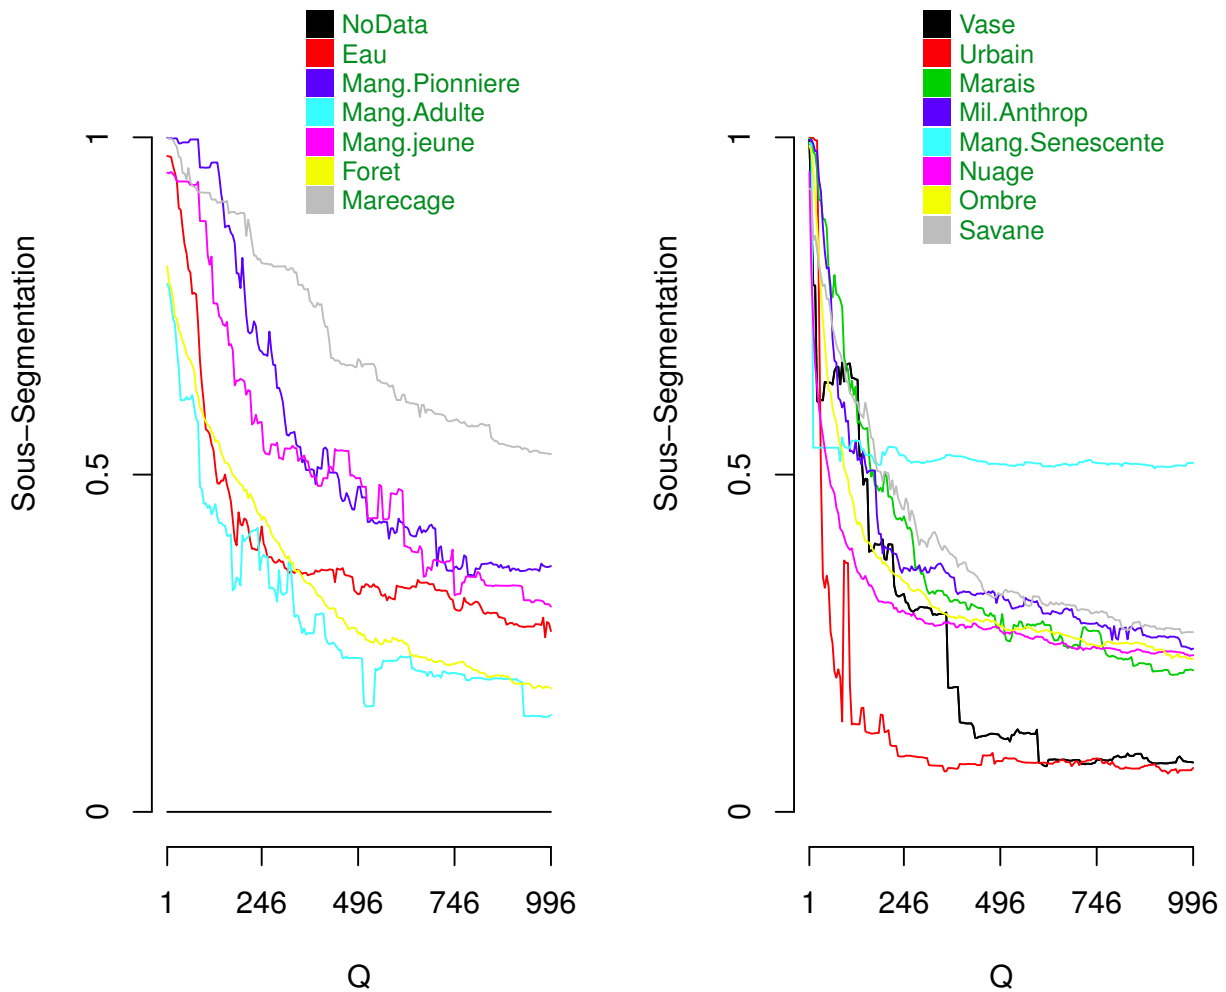 NoData
Eau
Mang.Pionniere
Mang.Adulte
Mang.jeune
Foret
Marecage
Sous−Segmentation
1
0.5
0
1 246 496 746 996
Q
Vase
Urbain
Marais
Mil.Anthrop
Mang.Senescente
Nuage
Ombre
Savane
Sous−Segmentation
1
0.5
0
1 246 496 746 996
Q